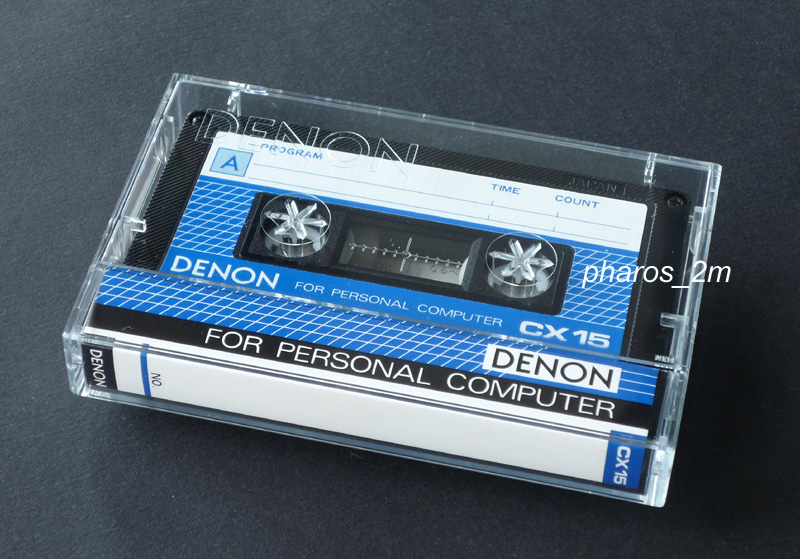 DENON
PROGRAM
A
TIME
COUNT
JAPAN
DENON FOR PERSONAL COMPUTER CX 15
pharos_2m
DENON
FOR PERSONAL COMPUTER
DENON
NO.
CX 15